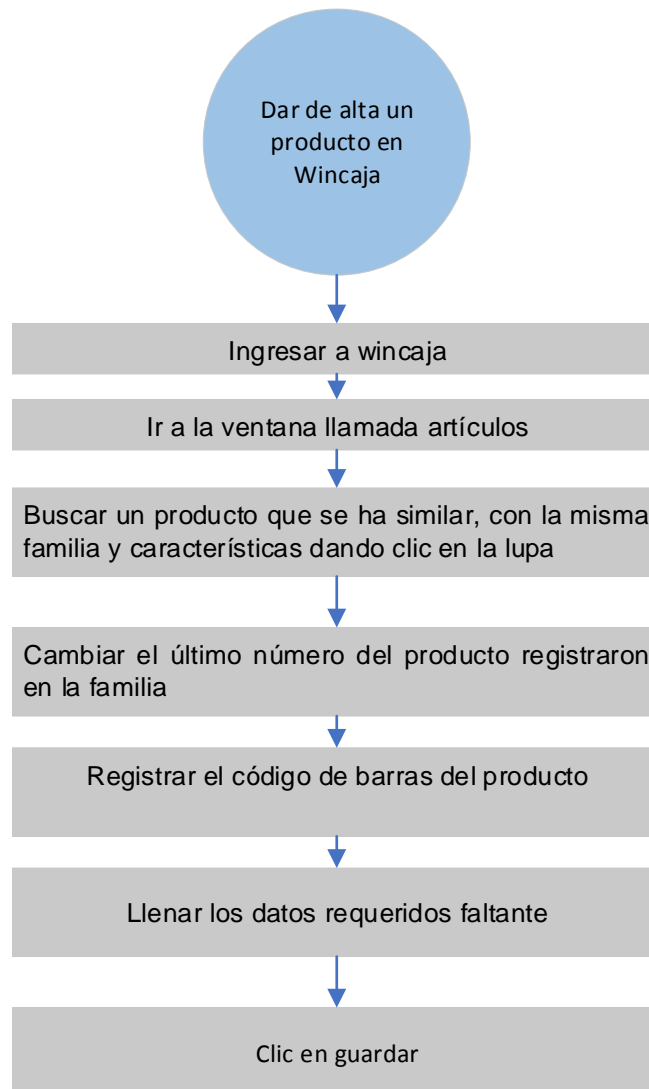 Dar de alta un
producto en
Wincaja
Ingresar a wincaja
Ir a la ventana llamada artículos
Buscar un producto que se ha similar, con la misma
familia y características dando clic en la lupa
Cambiar el último número del producto registraron
en la familia
Registrar el código de barras del producto
Llenar los datos requeridos faltante
Clic en guardar